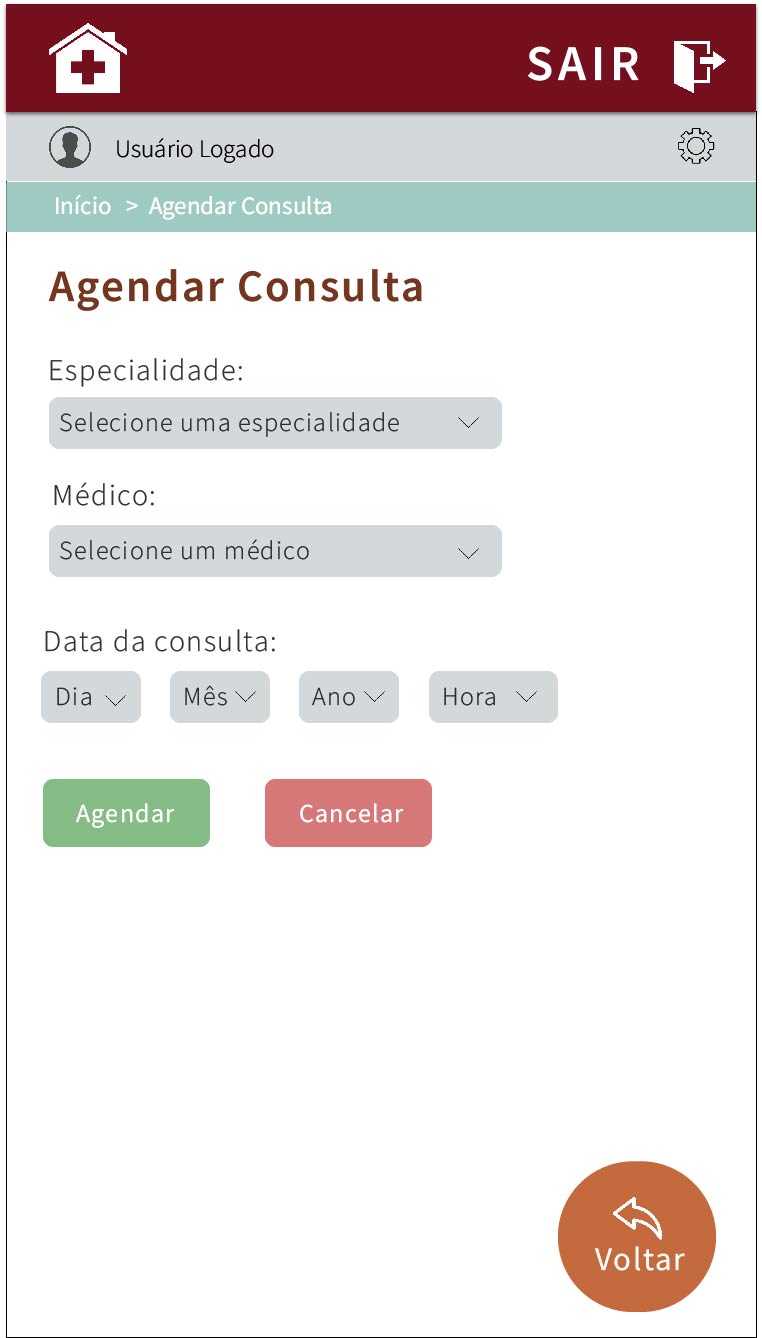 SAIR
Usuário Logado
Início > Agendar Consulta
Agendar Consulta
Especialidade:
Selecione uma especialidade
Médico:
Selecione um médico
Data da consulta:
Dia Mês Ano Hora
Agendar Cancelar
Voltar